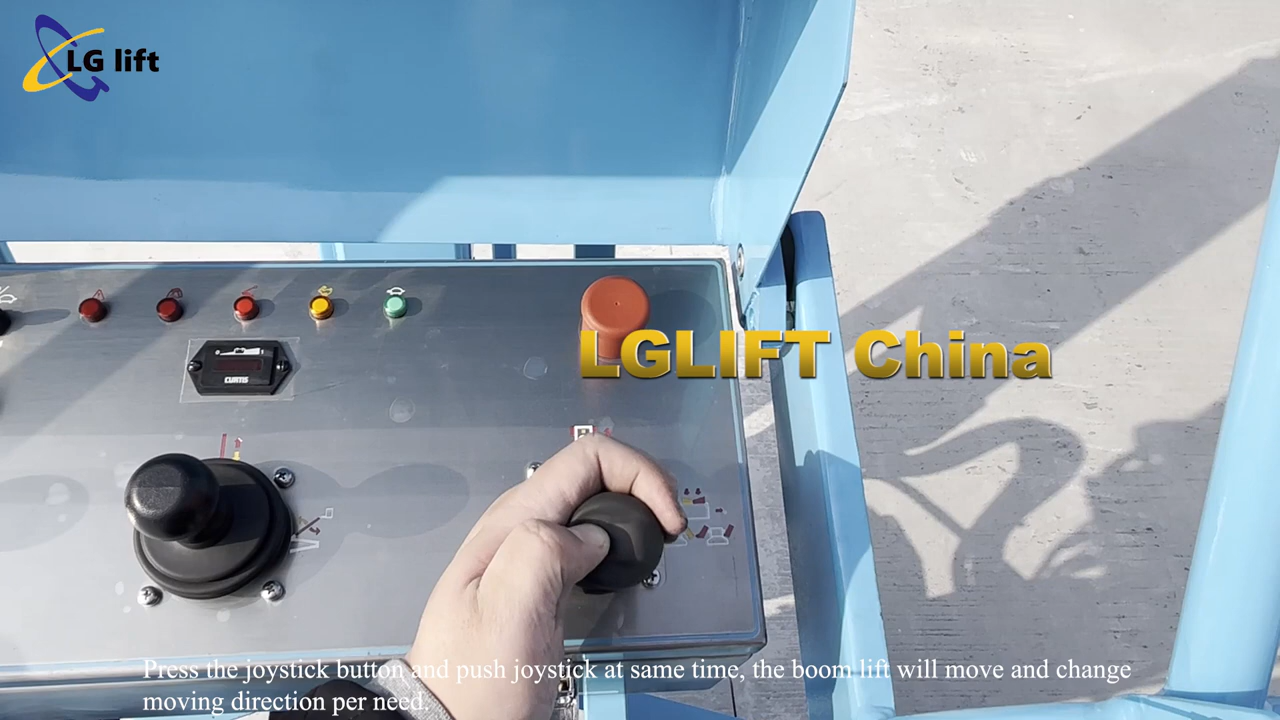 LG lift
LGLIFT China
CURTIS
Press the joystick button and push joystick at same time, the boom lift will move and change
moving direction per need.